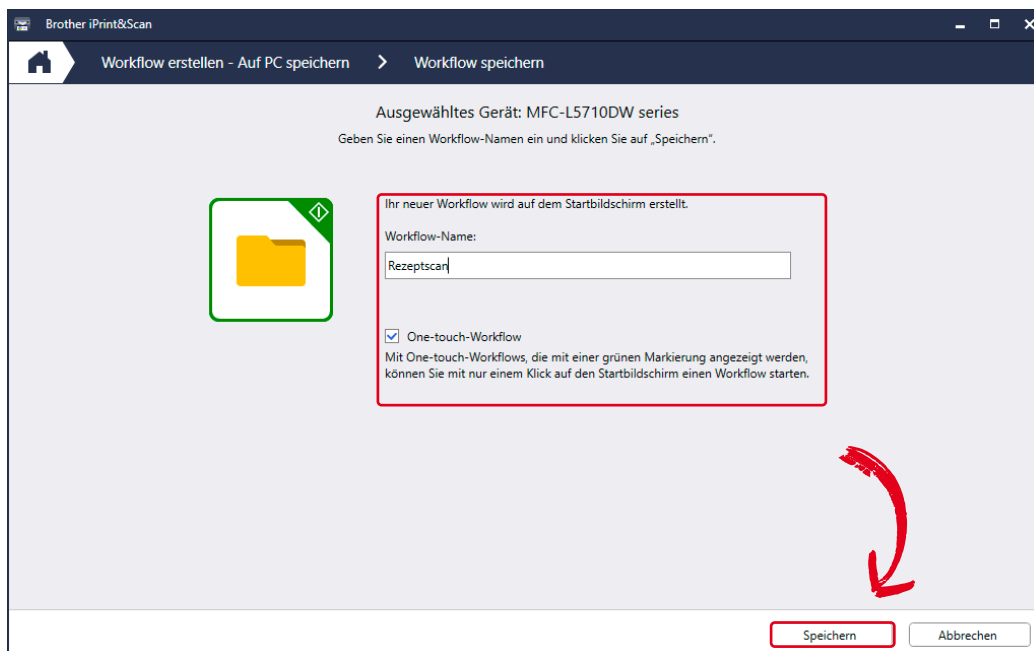 Brother iPrint&Scan
Workflow erstellen - Auf PC speichern > Workflow speichern
Ausgewähltes Gerät: MFC-L5710DW series
Geben Sie einen Workflow-Namen ein und klicken Sie auf „Speichern“.
Ihr neuer Workflow wird auf dem Startbildschirm erstellt.
Workflow-Name:
Rezeptscan
One-touch-Workflow
Mit One-touch-Workflows, die mit einer grünen Markierung angezeigt werden,
können Sie mit nur einem Klick auf den Startbildschirm einen Workflow starten.
Speichern
Abbrechen